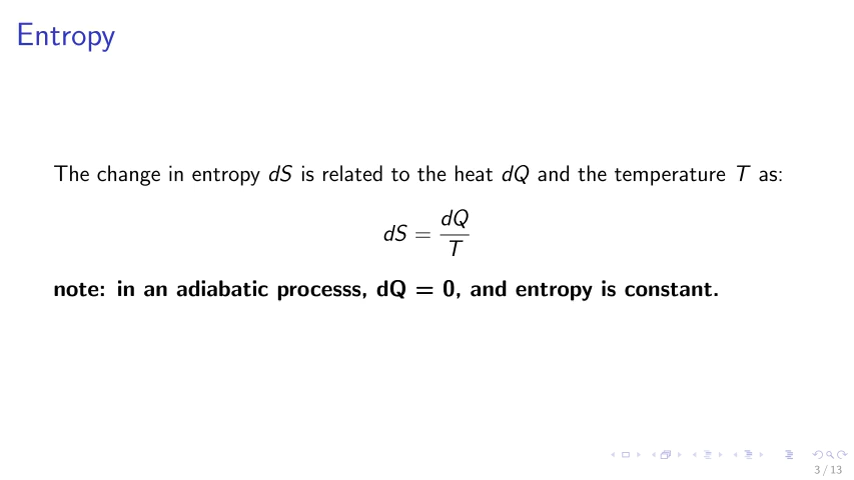 Entropy
The change in entropy dS is related to the heat dQ and the temperature T as:
dS = dQ/T
note: in an adiabatic processs, dQ = 0, and entropy is constant.
3 / 13